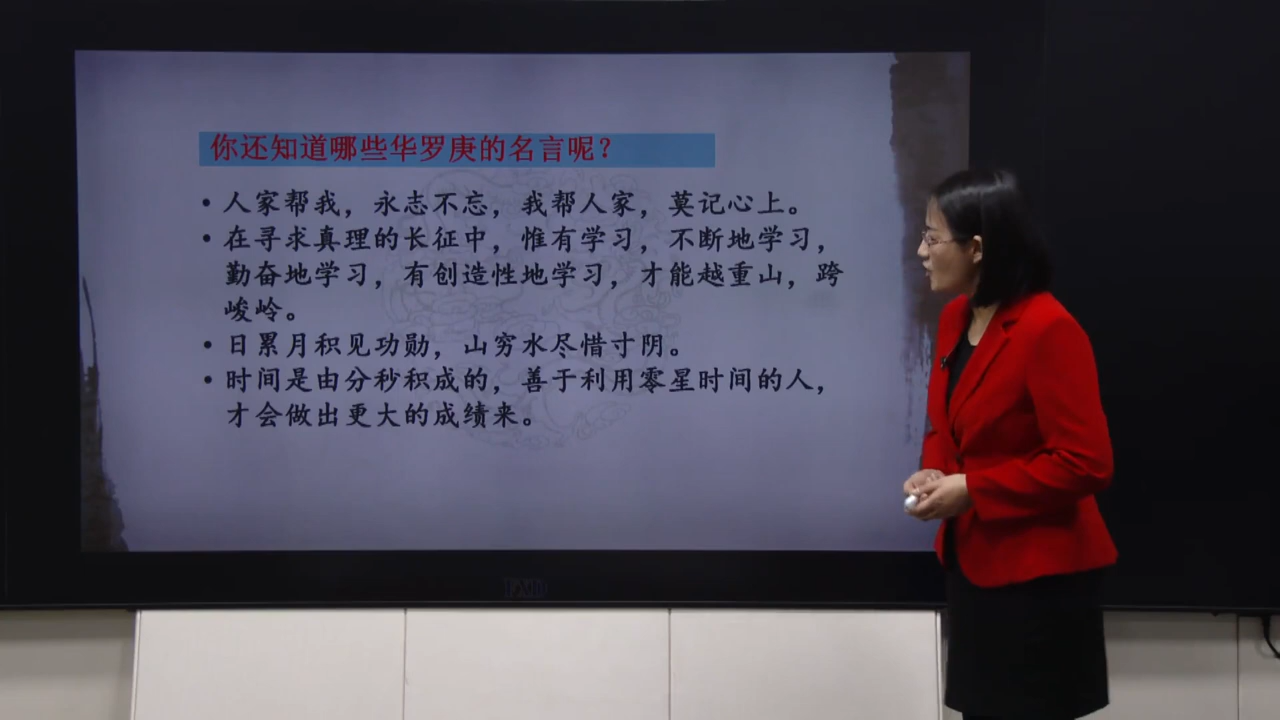 你还知道哪些华罗庚的名言呢？
• 人家帮我，永志不忘，我帮人家，莫记心上。
• 在寻求真理的长征中，惟有学习，不断地学习，
勤奋地学习，有创造性地学习，才能越重山，跨
峻岭。
• 日累月积见功勋，山穷水尽惜寸阴。
• 时间是由分秒积成的，善于利用零星时间的人，
才会做出更大的成绩来。